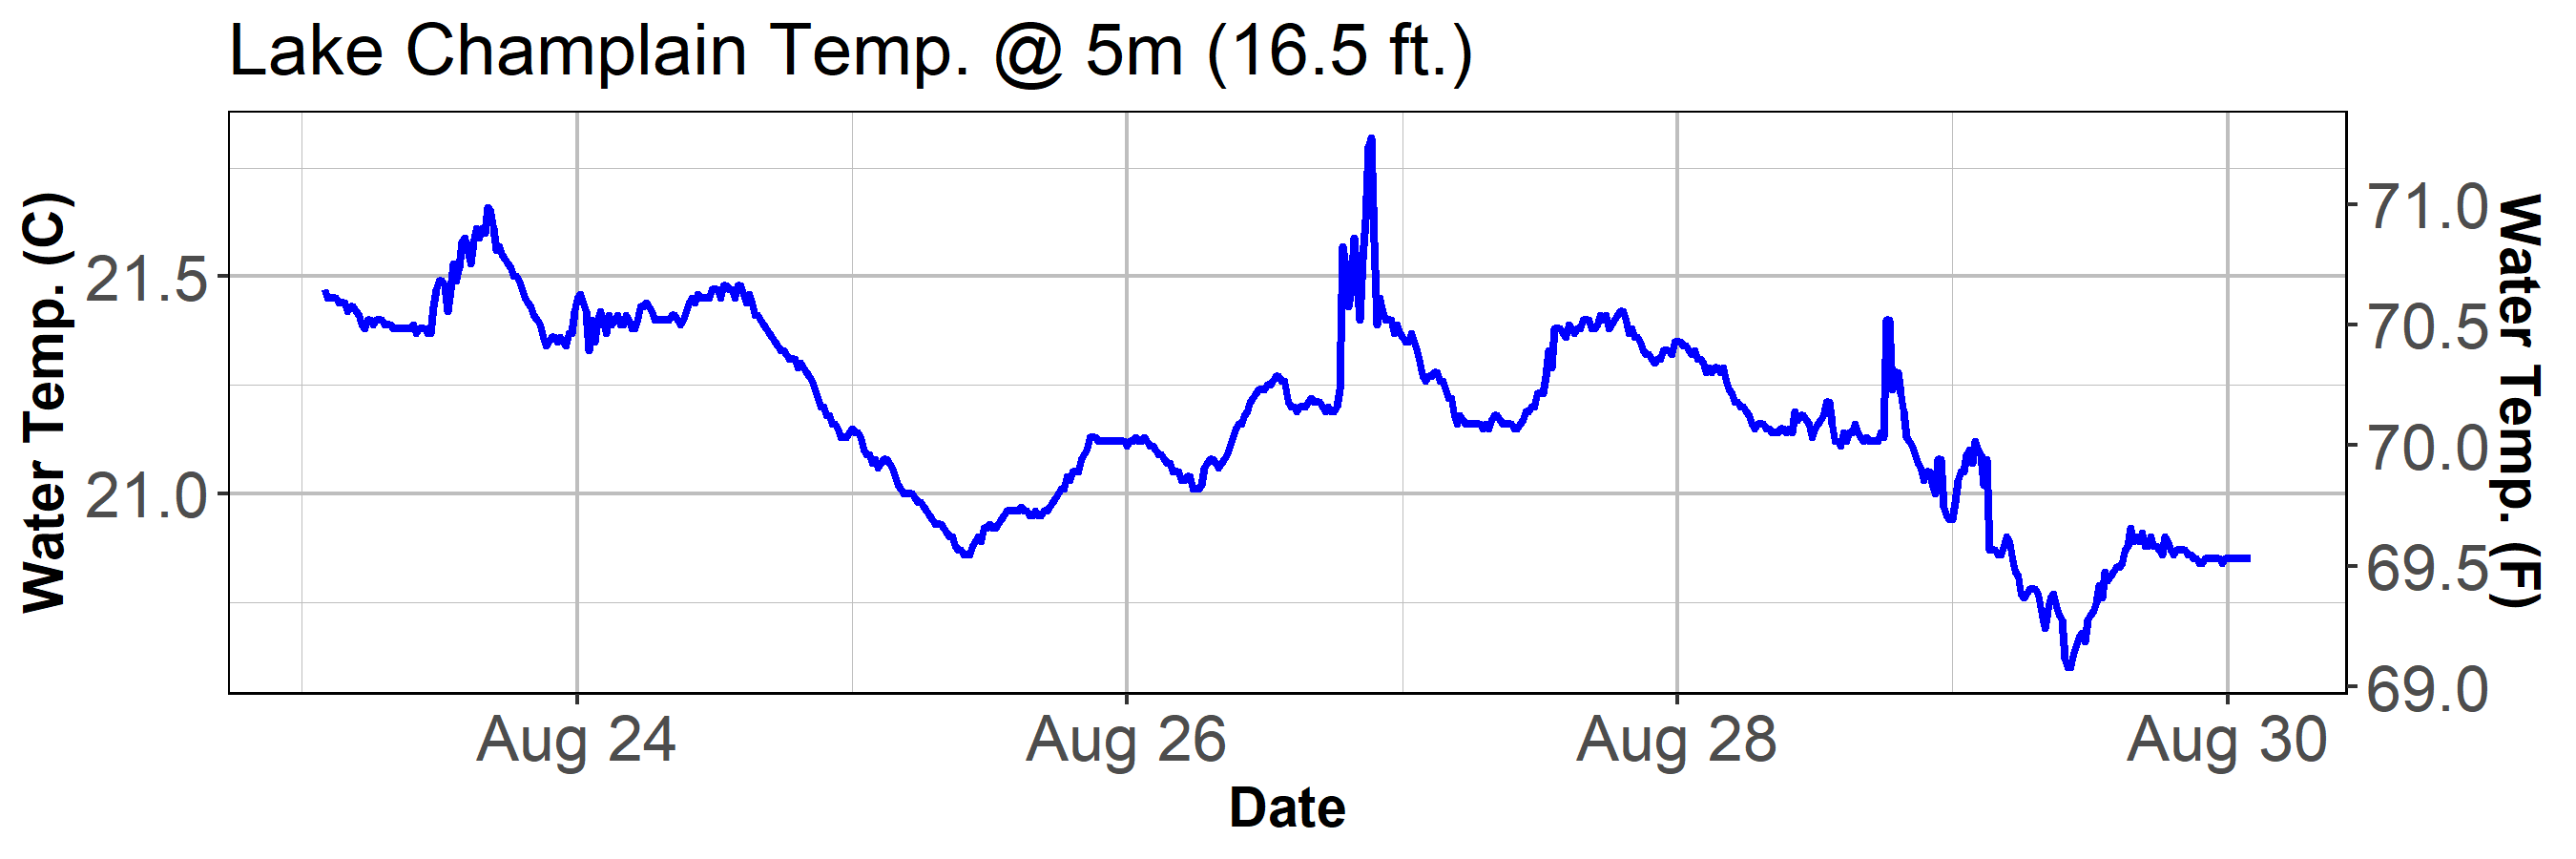 Lake Champlain Temp. @ 5m (16.5 ft.)
Water Temp. (C)
21.5
21.0
71.0
70.5
70.0
69.5
69.0
Water Temp. (F)
Aug 24 Aug 26 Aug 28 Aug 30
Date